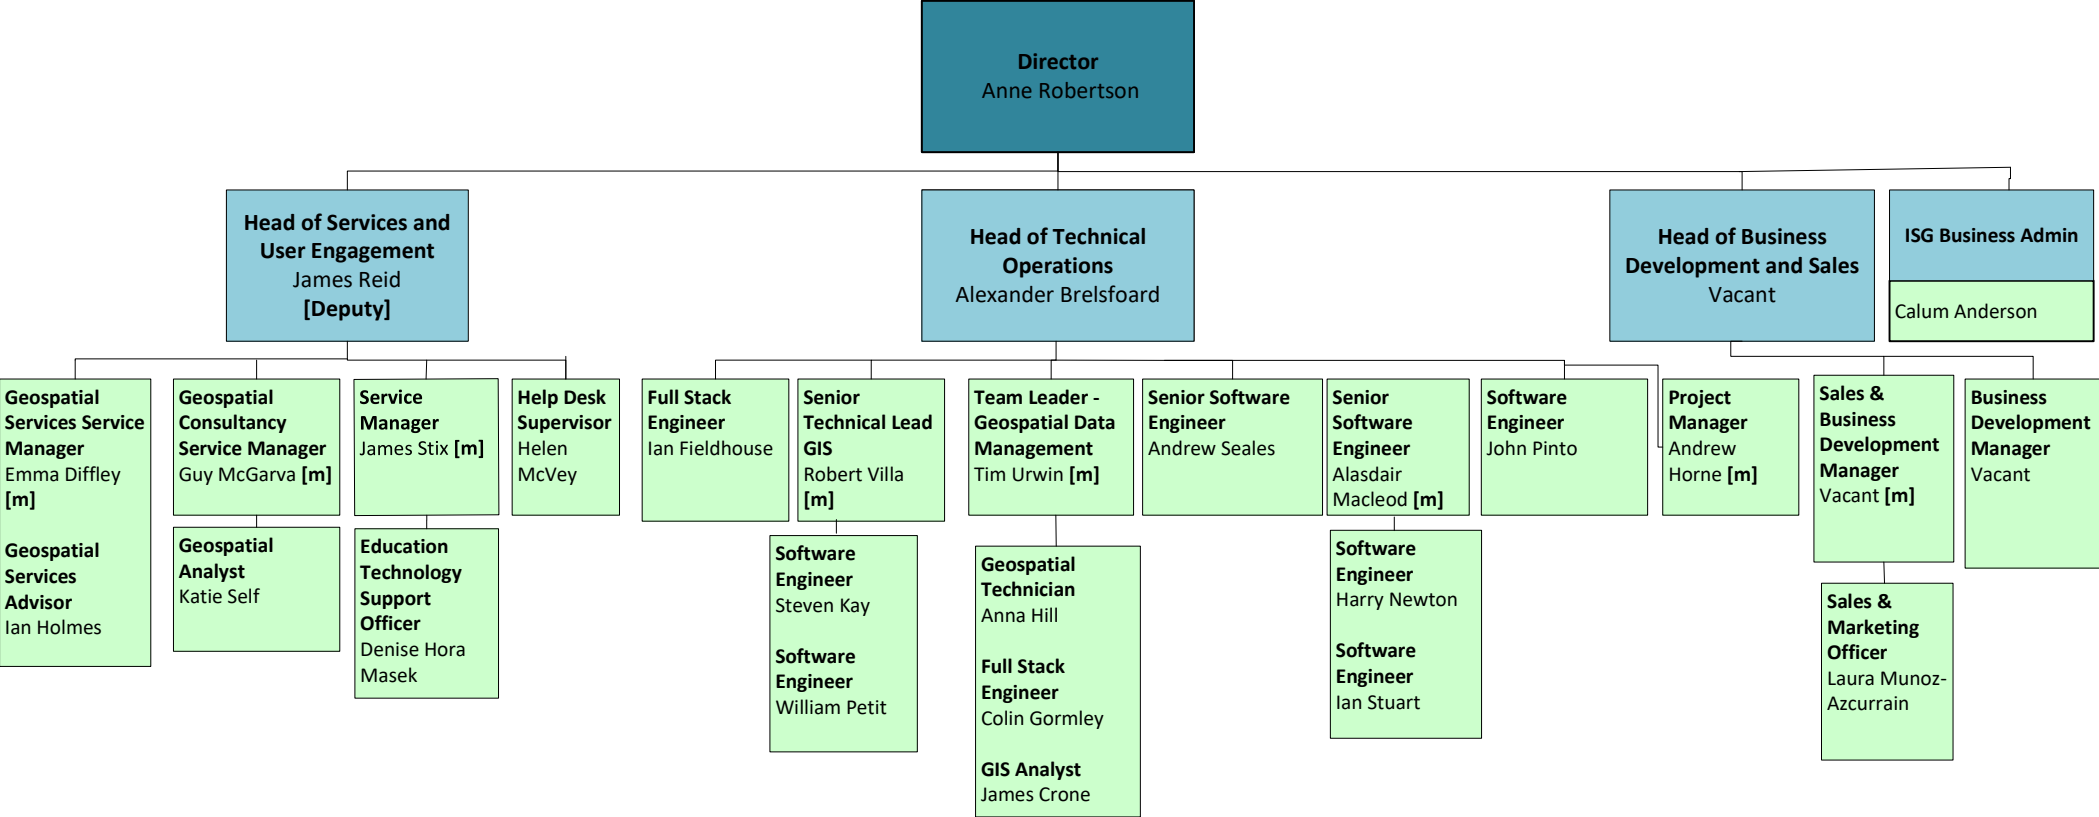 Director
Anne Robertson
Head of Services and
User Engagement
James Reid
[Deputy]
Head of Technical
Operations
Alexander Brelsfoard
Head of Business
Development and Sales
Vacant
ISG Business Admin
Calum Anderson
Geospatial
Services Service
Manager
Emma Diffley
[m]
Geospatial
Services
Advisor
Ian Holmes
Geospatial
Consultancy
Service Manager
Guy McGarva [m]
Geospatial
Analyst
Katie Self
Service
Manager
James Stix [m]
Education
Technology
Support
Officer
Denise Hora
Masek
Help Desk
Supervisor
Helen
McVey
Full Stack
Engineer
Ian Fieldhouse
Senior
Technical Lead
GIS
Robert Villa
[m]
Software
Engineer
Steven Kay
Software
Engineer
William Petit
Team Leader -
Geospatial Data
Management
Tim Urwin [m]
Geospatial
Technician
Anna Hill
Full Stack
Engineer
Colin Gormley
GIS Analyst
James Crone
Senior Software
Engineer
Andrew Seales
Senior
Software
Engineer
Alasdair
Macleod [m]
Software
Engineer
Harry Newton
Software
Engineer
Ian Stuart
Software
Engineer
John Pinto
Project
Manager
Andrew
Horne [m]
Sales &
Business
Development
Manager
Vacant [m]
Sales &
Marketing
Officer
Laura Munoz-
Azcurrain
Business
Development
Manager
Vacant